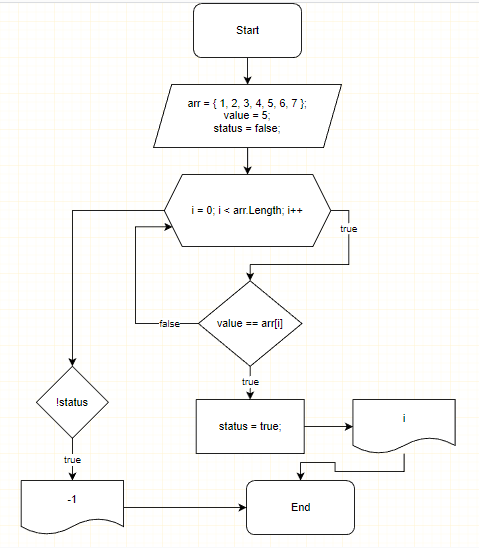 Start
arr = { 1, 2, 3, 4, 5, 6, 7 };
value = 5;
status = false;
i = 0; i < arr.Length; i++
true
value == arr[i]
false
true
!status
status = true;
i
true
-1
End